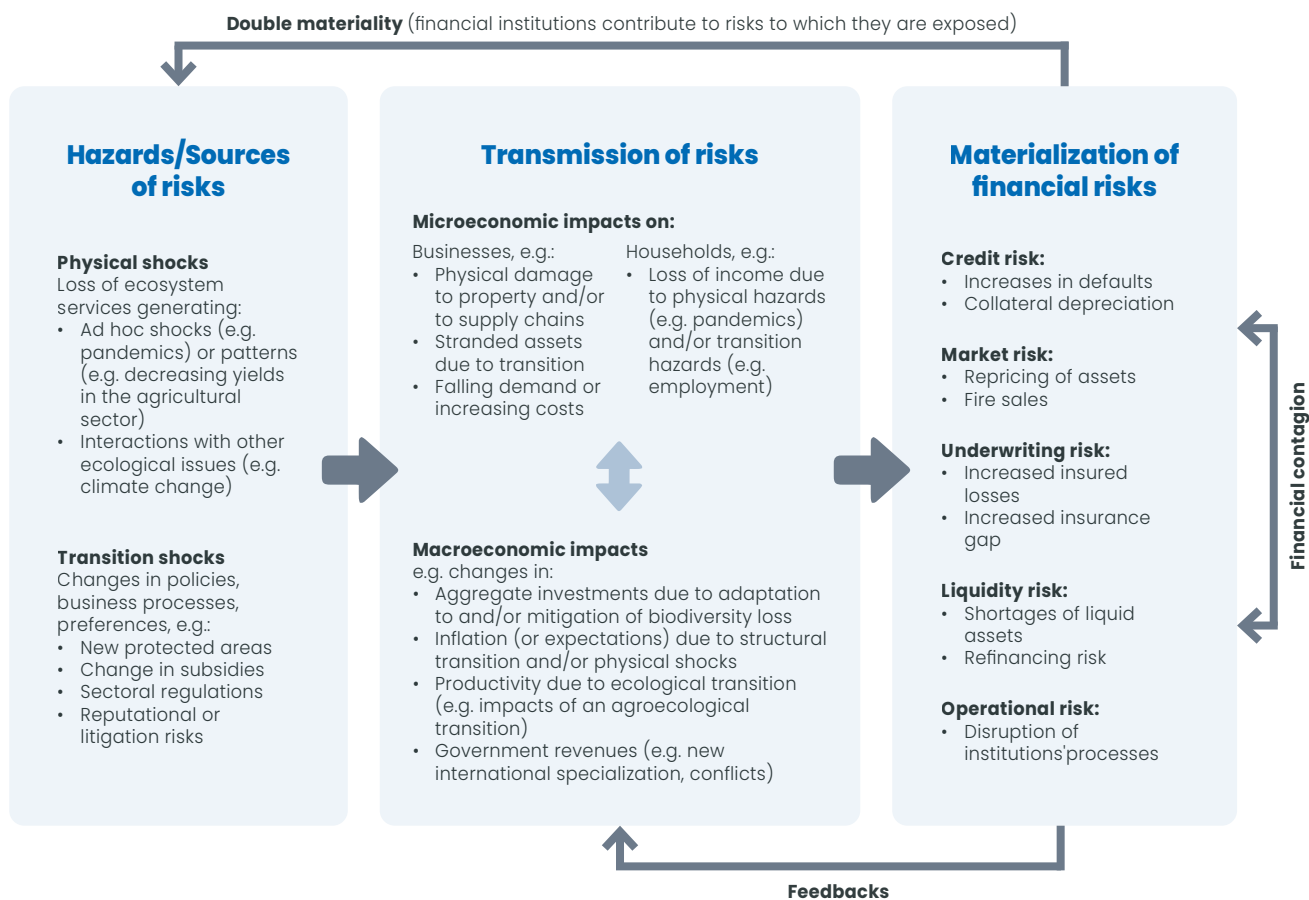 Double materiality (financial institutions contribute to risks to which they are exposed)
Hazards/Sources
of risks
Physical shocks
Loss of ecosystem
services generating:
• Ad hoc shocks (e.g.
pandemics) or patterns
(e.g. decreasing yields
in the agricultural
sector)
• Interactions with other
ecological issues (e.g.
climate change)
Transition shocks
Changes in policies,
business processes,
preferences, e.g.:
• New protected areas
• Change in subsidies
• Sectoral regulations
• Reputational or
litigation risks
Transmission of risks
Microeconomic impacts on:
Businesses, e.g.:
• Physical damage
to property and/or
to supply chains
• Stranded assets
due to transition
• Falling demand or
increasing costs
Households, e.g.:
• Loss of income due
to physical hazards
(e.g. pandemics)
and/or transition
hazards (e.g.
employment)
Macroeconomic impacts
e.g. changes in:
• Aggregate investments due to adaptation
to and/or mitigation of biodiversity loss
• Inflation (or expectations) due to structural
transition and/or physical shocks
• Productivity due to ecological transition
(e.g. impacts of an agroecological
transition)
• Government revenues (e.g. new
international specialization, conflicts)
Materialization of
financial risks
Credit risk:
• Increases in defaults
• Collateral depreciation
Market risk:
• Repricing of assets
• Fire sales
Underwriting risk:
• Increased insured
losses
• Increased insurance
gap
Liquidity risk:
• Shortages of liquid
assets
• Refinancing risk
Operational risk:
• Disruption of
institutions'processes
Financial contagion
Feedbacks